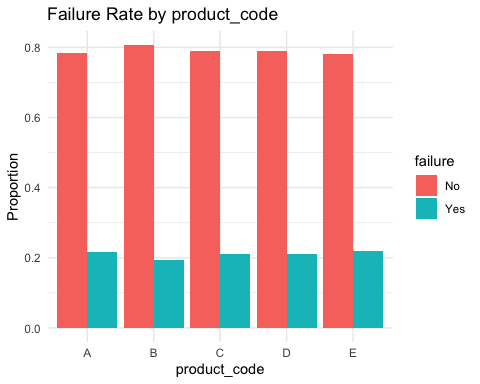 Failure Rate by product_code
Proportion
0.8
0.6
0.4
0.2
0.0
A B C D E
product_code
failure
No
Yes